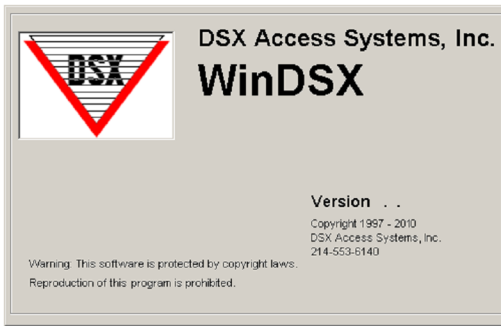 DSX
DSX Access Systems, Inc.
WinDSX
Version . .
Copyright 1997 - 2010
DSX Access Systems, Inc.
214-553-6140
Warning: This software is protected by copyright laws.
Reproduction of this program is prohibited.